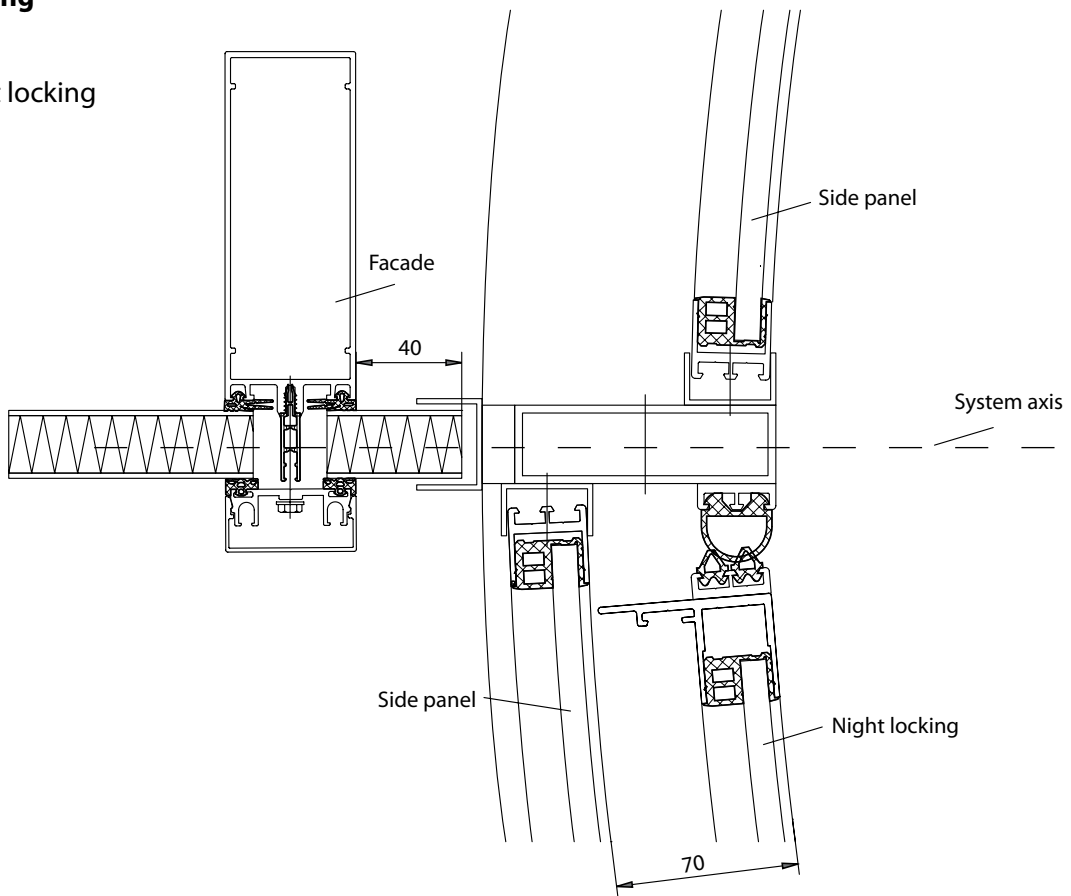 locking
Side panel
Facade
40
System axis
Side panel
Night locking
70